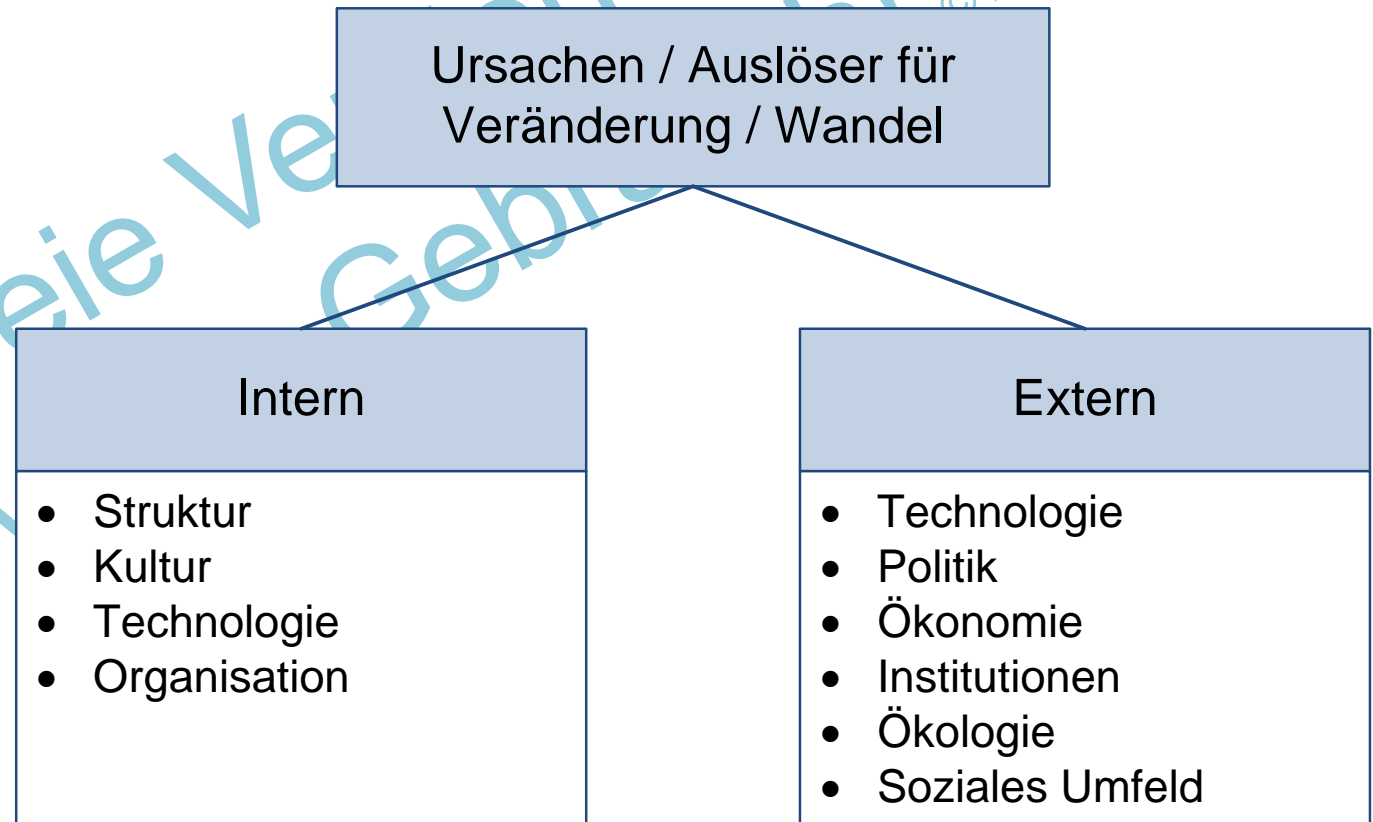 Ursachen / Auslöser für
Veränderung / Wandel
Intern
• Struktur
• Kultur
• Technologie
• Organisation
Extern
• Technologie
• Politik
• Ökonomie
• Institutionen
• Ökologie
• Soziales Umfeld